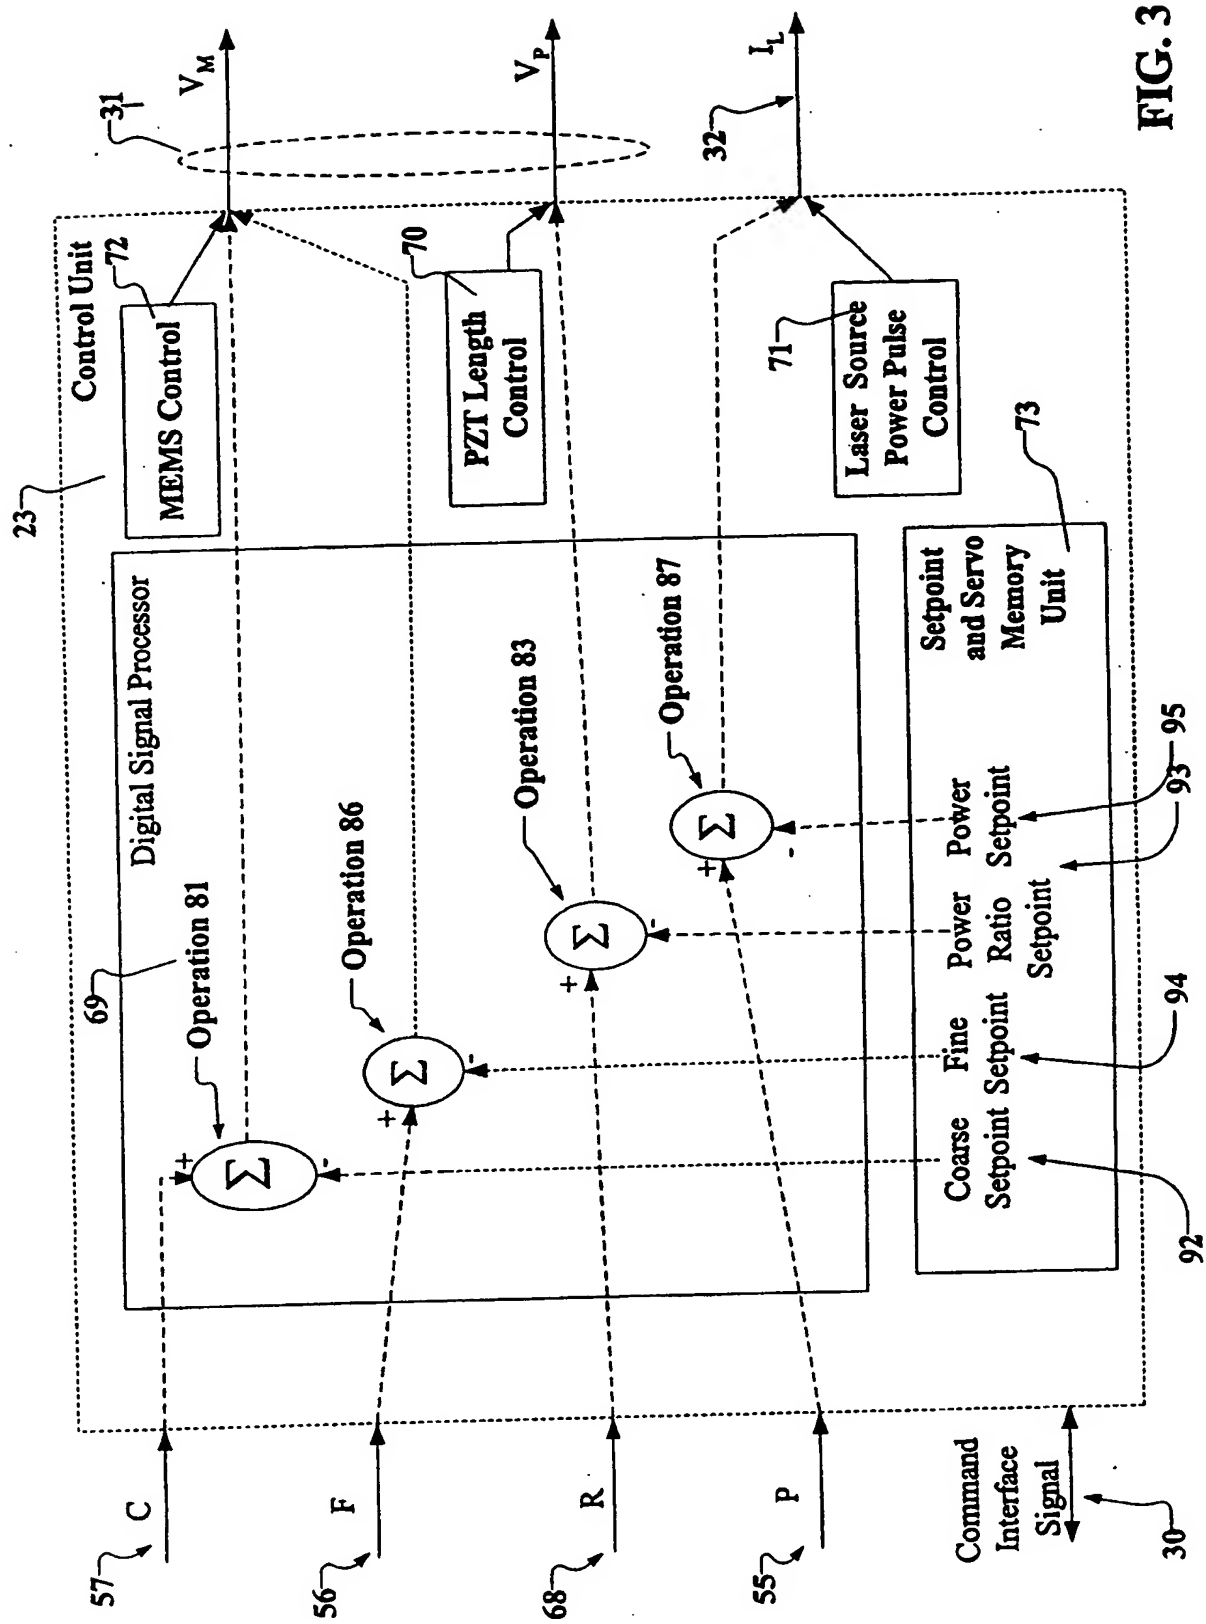 23
Control Unit
31
V_M
MEMS Control
72
Digital Signal Processor
69
Operation 81
Σ
+
-
57
C
Operation 86
Σ
+
-
56
F
70
PZT Length
Control
V_P
Operation 83
Σ
+
-
68
R
Operation 87
Σ
+
-
55
P
71
Laser Source
Power Pulse
Control
32
I_L
Coarse
Setpoint
92
Fine
Setpoint
94
Power
Ratio
Setpoint
93
Power
Setpoint
95
Setpoint
and Servo
Memory
Unit
73
Command
Interface
Signal
30
FIG. 3